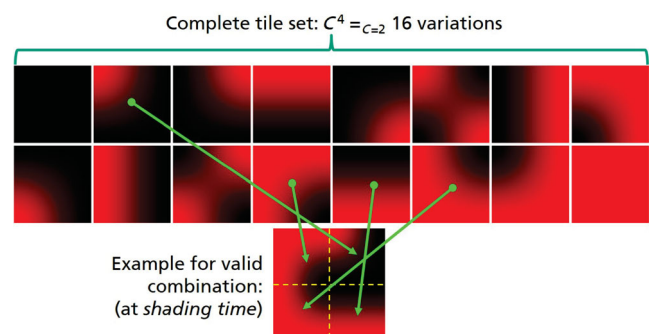 Complete tile set: C⁴ =C=2 16 variations
Example for valid
combination:
(at shading time)